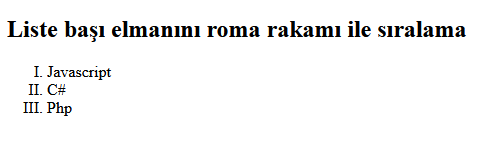 Liste başı elmanını roma rakamı ile sıralama
I. Javascript
II. C#
III. Php